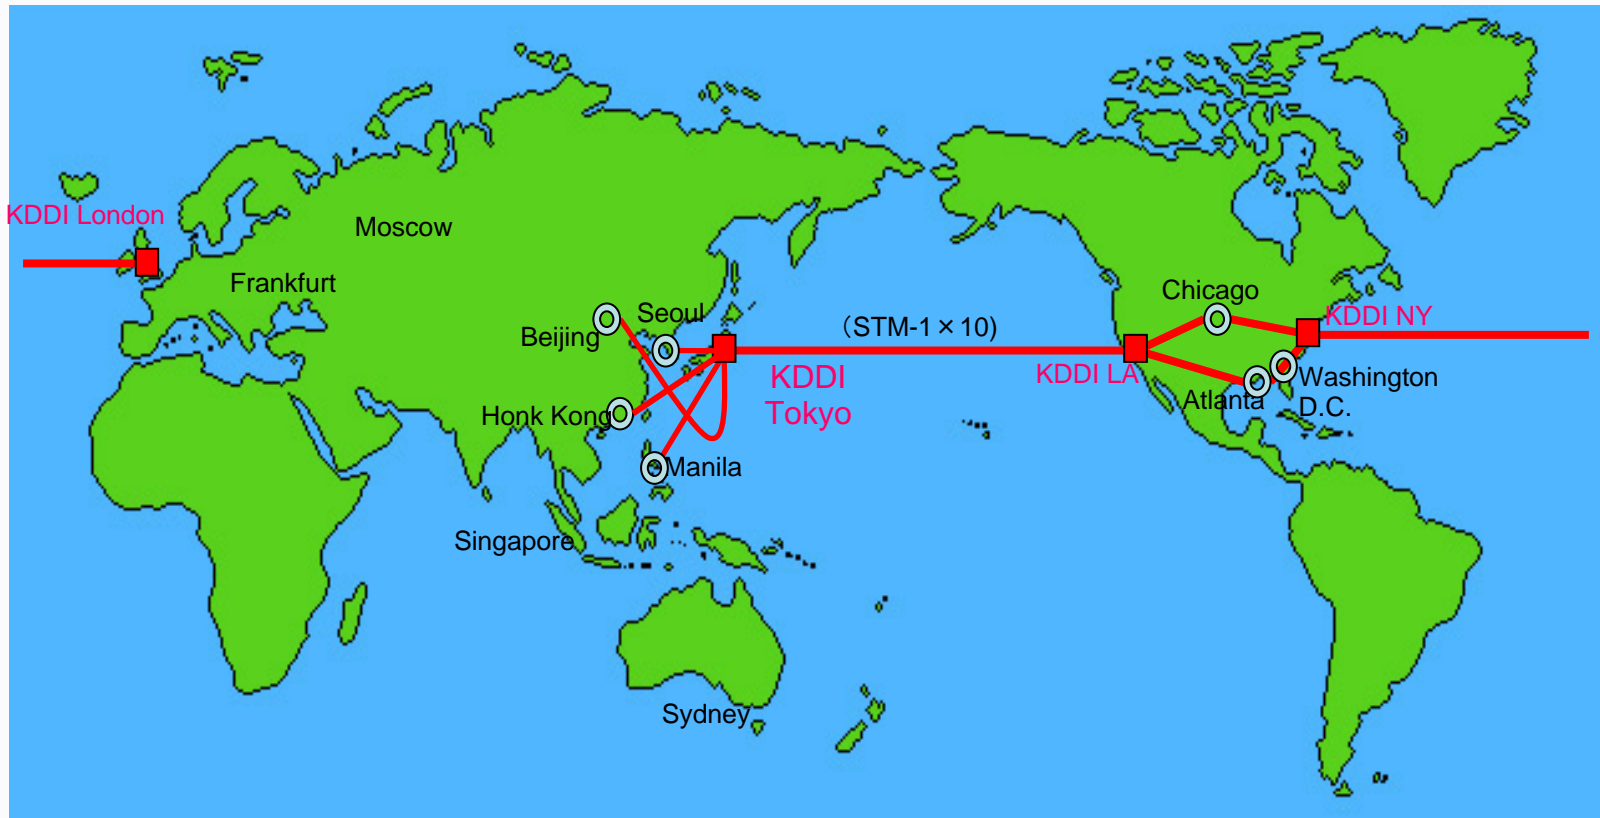 KDDI London
Moscow
Frankfurt
Chicago
Seoul
KDDI NY
(STM-1×10)
Beijing
KDDI
Tokyo
KDDI LA
Washington
D.C.
Atlanta
Honk Kong
Manila
Singapore
Sydney